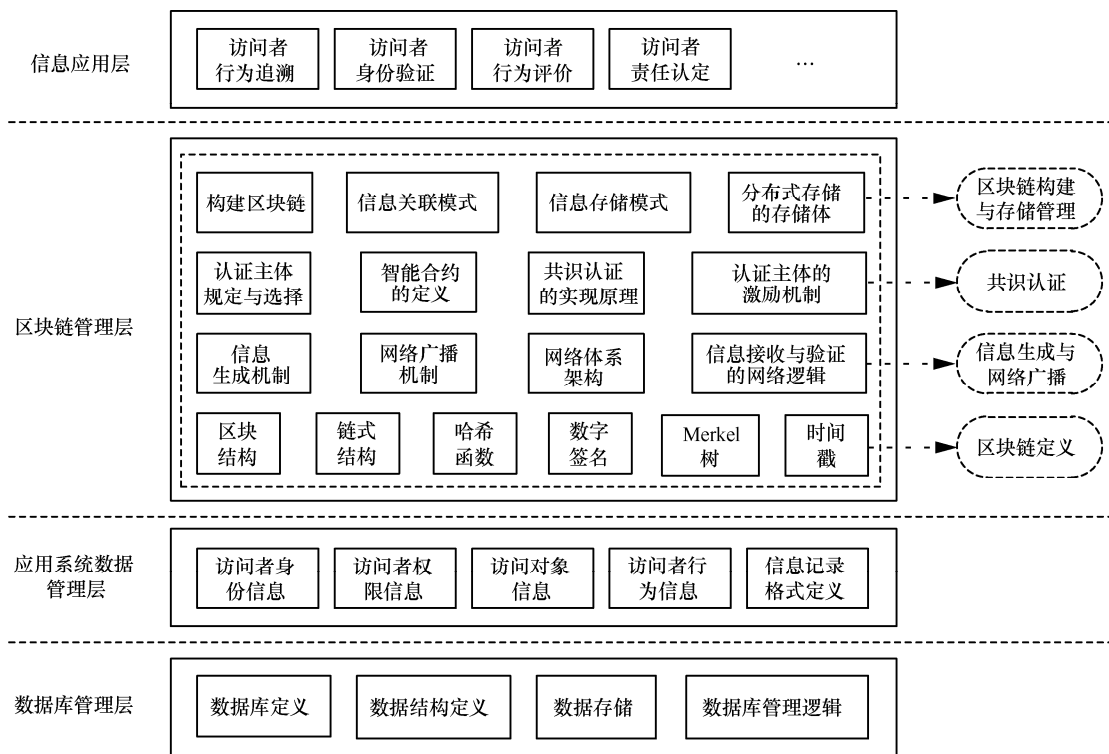 信息应用层
访问者
行为追溯
访问者
身份验证
访问者
行为评价
访问者
责任认定
…
区块链管理层
构建区块链
信息关联模式
信息存储模式
分布式存储
的存储体
区块链构建
与存储管理
认证主体
规定与选择
智能合约
的定义
共识认证
的实现原理
认证主体的
激励机制
共识认证
信息
生成机制
网络广播
机制
网络体系
架构
信息接收与验证
的网络逻辑
信息生成与
网络广播
区块
结构
链式
结构
哈希
函数
数字
签名
Merkel
树
时间
戳
区块链定义
应用系统数据
管理层
访问者身
份信息
访问者权
限信息
访问对象
信息
访问者行
为信息
信息记录
格式定义
数据库管理层
数据库定义
数据结构定义
数据存储
数据库管理逻辑